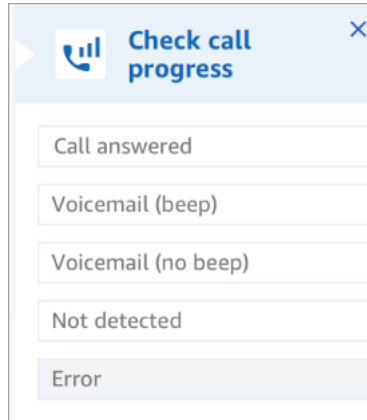 Check call
progress
Call answered
Voicemail (beep)
Voicemail (no beep)
Not detected
Error